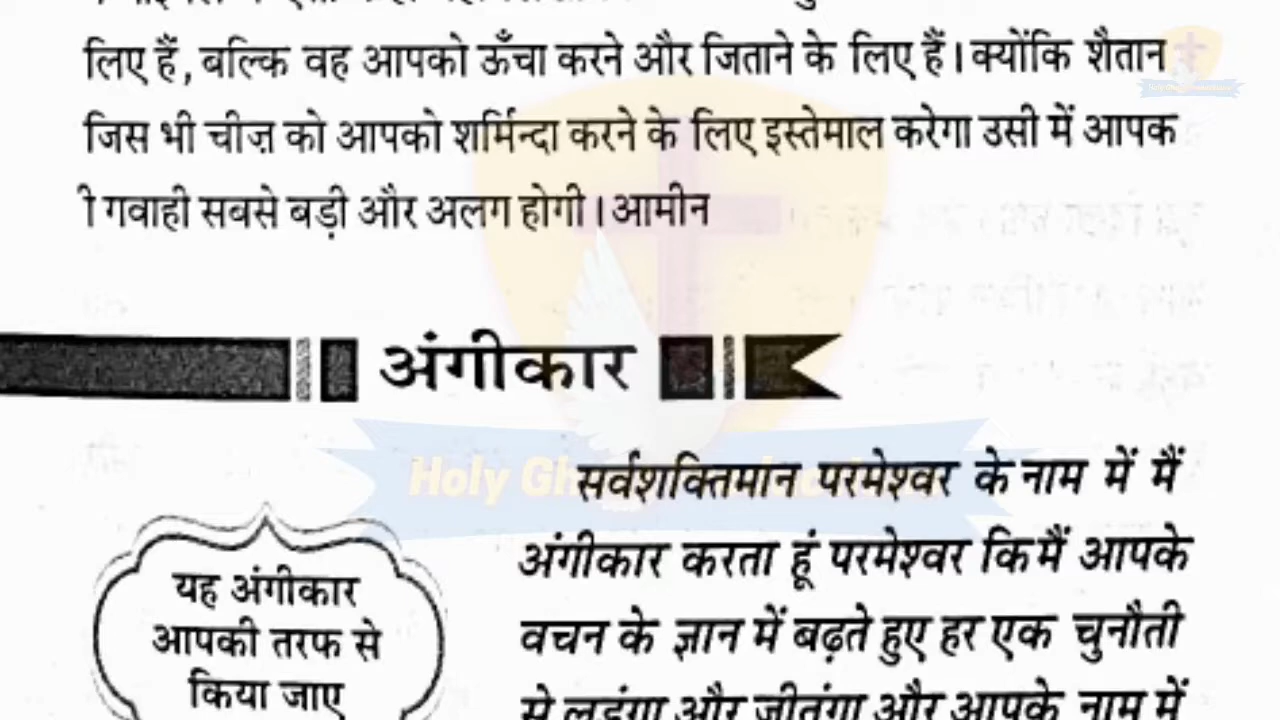 लिए हैं, बल्कि वह आपको ऊँचा करने और जिताने के लिए हैं। क्योंकि शैतान
जिस भी चीज़ को आपको शर्मिन्दा करने के लिए इस्तेमाल करेगा उसी में आपक
ी गवाही सबसे बड़ी और अलग होगी। आमीन
अंगीकार
सर्वशक्तिमान परमेश्वर के नाम में मैं
अंगीकार करता हूं परमेश्वर कि मैं आपके
वचन के ज्ञान में बढ़ते हुए हर एक चुनौती
से लडूंगा और जीतूंगा और आपके नाम में
यह अंगीकार
आपकी तरफ से
किया जाए
Holy